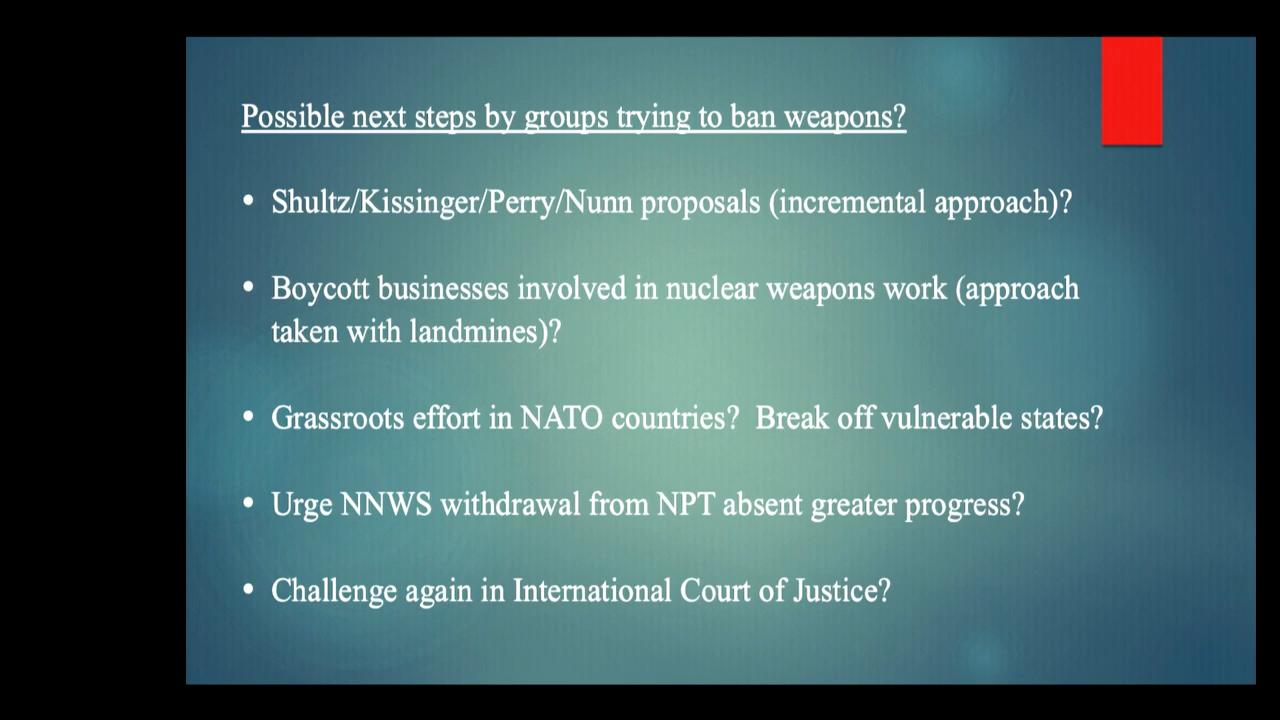 Possible next steps by groups trying to ban weapons?
• Shultz/Kissinger/Perry/Nunn proposals (incremental approach)?
• Boycott businesses involved in nuclear weapons work (approach
taken with landmines)?
• Grassroots effort in NATO countries?  Break off vulnerable states?
• Urge NNWS withdrawal from NPT absent greater progress?
• Challenge again in International Court of Justice?